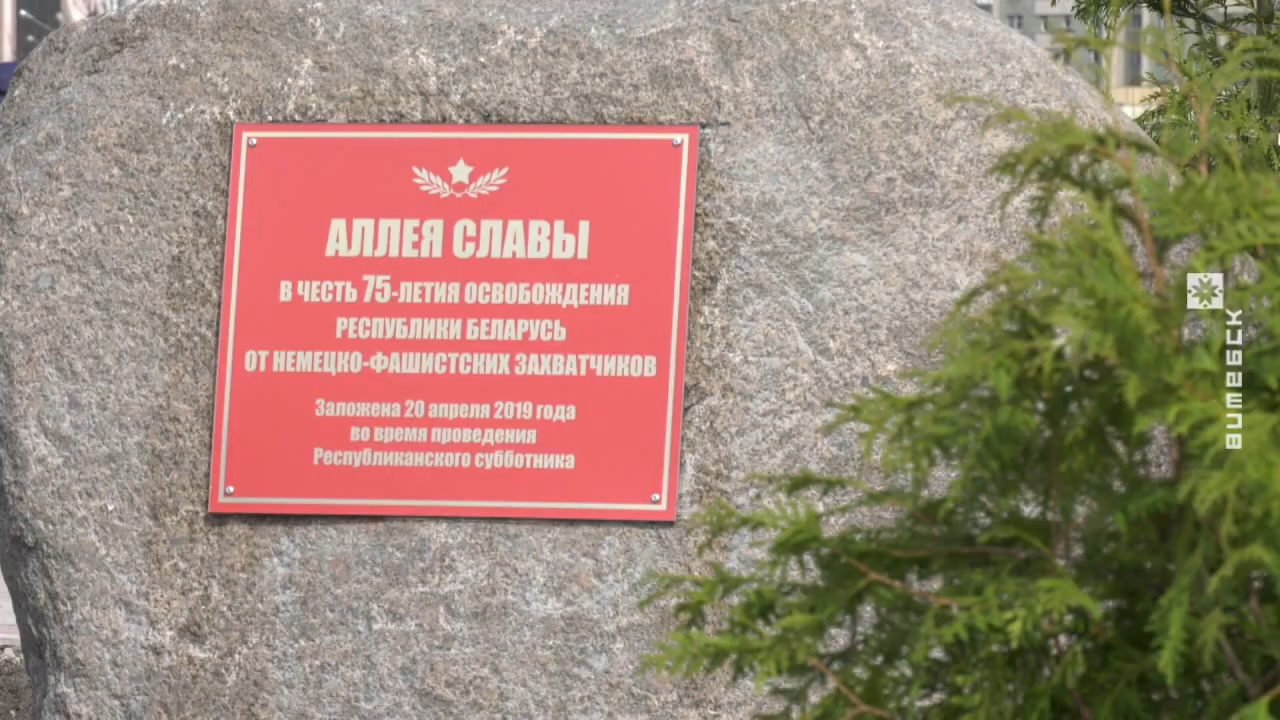 АЛЛЕЯ СЛАВЫ
В ЧЕСТЬ 75-ЛЕТИЯ ОСВОБОЖДЕНИЯ
РЕСПУБЛИКИ БЕЛАРУСЬ
ОТ НЕМЕЦКО-ФАШИСТСКИХ ЗАХВАТЧИКОВ
Заложена 20 апреля 2019 года
во время проведения
Республиканского субботника
витебск